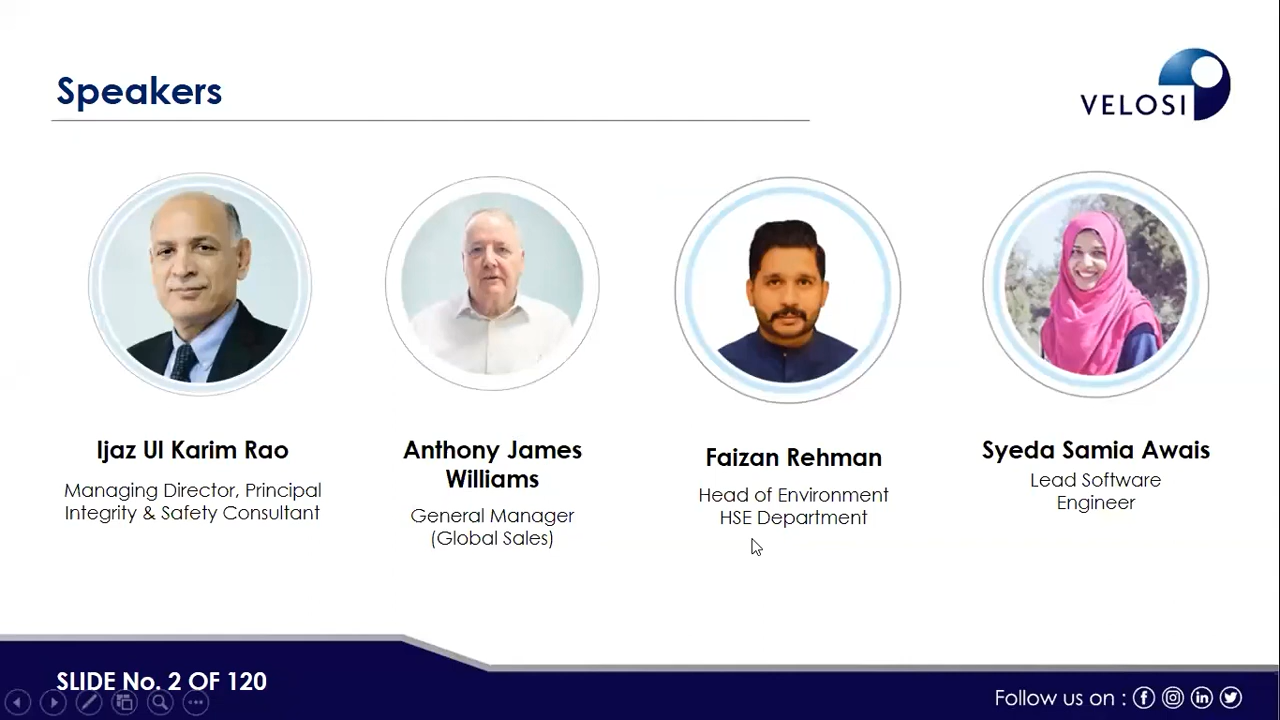 Speakers
VELOSI
Ijaz Ul Karim Rao
Managing Director, Principal
Integrity & Safety Consultant
Anthony James
Williams
General Manager
(Global Sales)
Faizan Rehman
Head of Environment
HSE Department
Syeda Samia Awais
Lead Software
Engineer
SLIDE No. 2 OF 120
Follow us on :